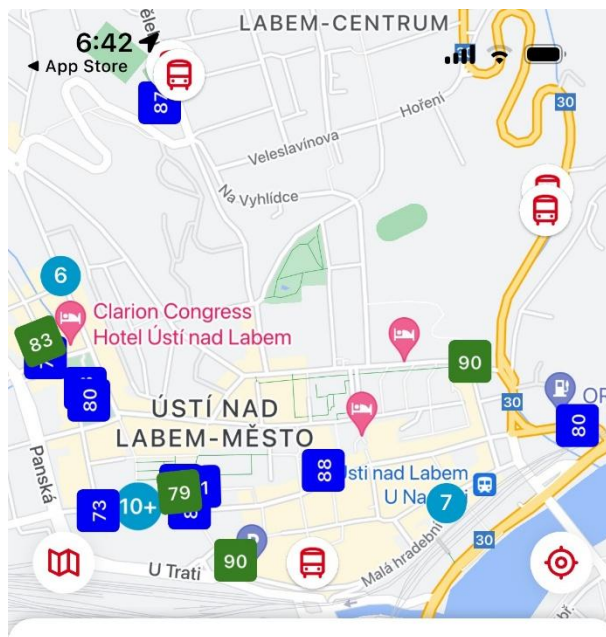 LABEM-CENTRUM
6:42
App Store
87
30
Hoření
Veleslavínova
Na Vyhlídce
6
Clarion Congress
Hotel Ústí nad Labem
83
90
80
ÚSTÍ NAD
LABEM-MĚSTO
30
80
Panská
88
Usti nad Labem
73
10+
79
7
30
90
U Trati
Malá hradební